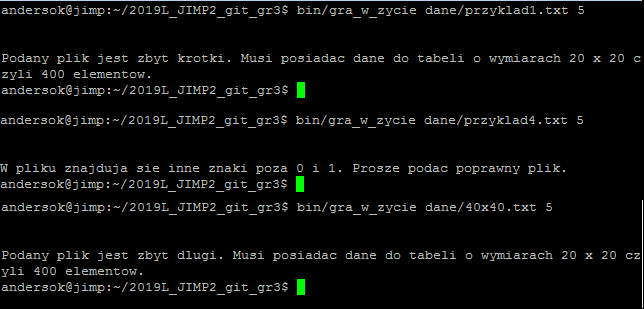 andersok@jimp:~/2019L_JIMP2_git_gr3$ bin/gra_w_zycie dane/przyklad1.txt 5
Podany plik jest zbyt krotki. Musi posiadac dane do tabeli o wymiarach 20 x 20 c
zyli 400 elementow.
andersok@jimp:~/2019L_JIMP2_git_gr3$
andersok@jimp:~/2019L_JIMP2_git_gr3$ bin/gra_w_zycie dane/przyklad4.txt 5
W pliku znajduja sie inne znaki poza 0 i 1. Prosze podac poprawny plik.
andersok@jimp:~/2019L_JIMP2_git_gr3$
andersok@jimp:~/2019L_JIMP2_git_gr3$ bin/gra_w_zycie dane/40x40.txt 5
Podany plik jest zbyt dlugi. Musi posiadac dane do tabeli o wymiarach 20 x 20 cz
yli 400 elementow.
andersok@jimp:~/2019L_JIMP2_git_gr3$